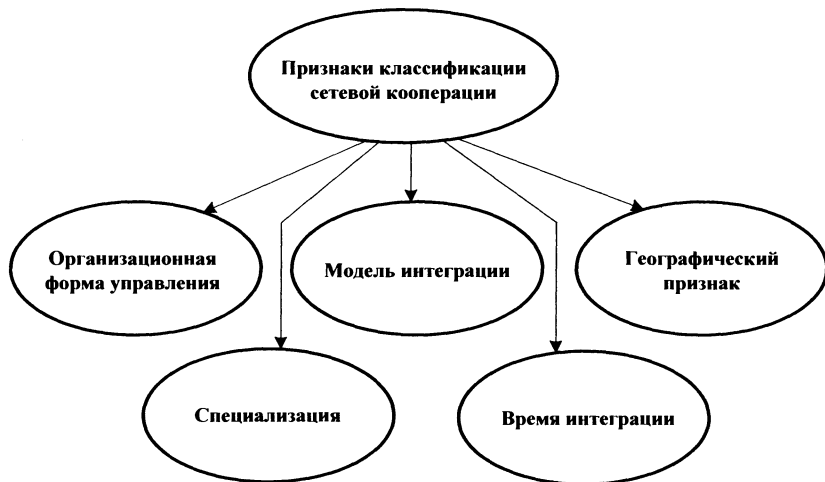 Признаки классификации
сетевой кооперации
Организационная
форма управления
Модель интеграции
Географический
признак
Специализация
Время интеграции